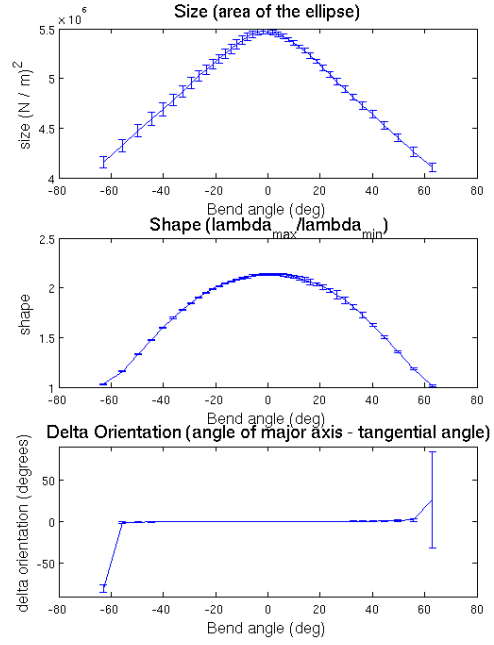 Size (area of the ellipse)
× 10^6
5.5
5
4.5
4
size (N / m)^2
-80 -60 -40 -20 0 20 40 60 80
Bend angle (deg)
Shape (lambda_max/lambda_min)
2.5
2
1.5
1
shape
-80 -60 -40 -20 0 20 40 60 80
Bend angle (deg)
Delta Orientation (angle of major axis - tangential angle)
50
0
-50
delta orientation (degrees)
-80 -60 -40 -20 0 20 40 60 80
Bend angle (deg)